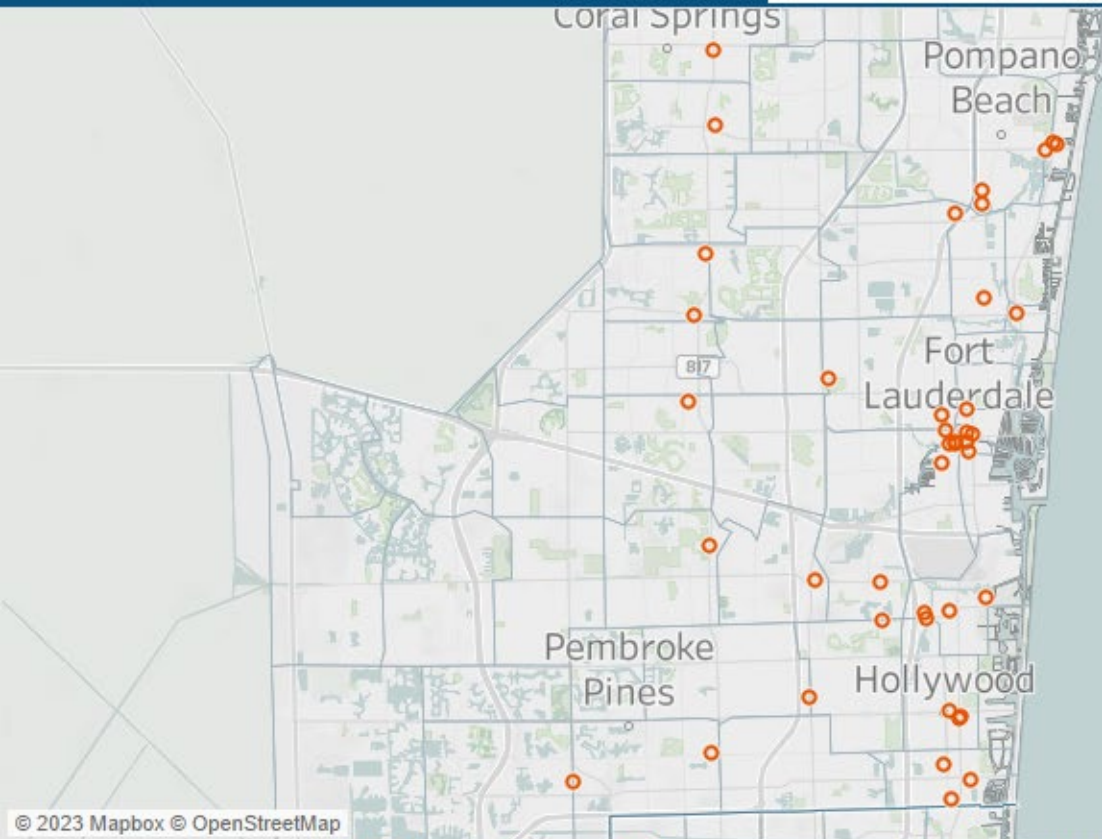 Coral Springs
Pompano
Beach
Fort
Lauderdale
817
Pembroke
Pines
Hollywood
© 2023 Mapbox © OpenStreetMap